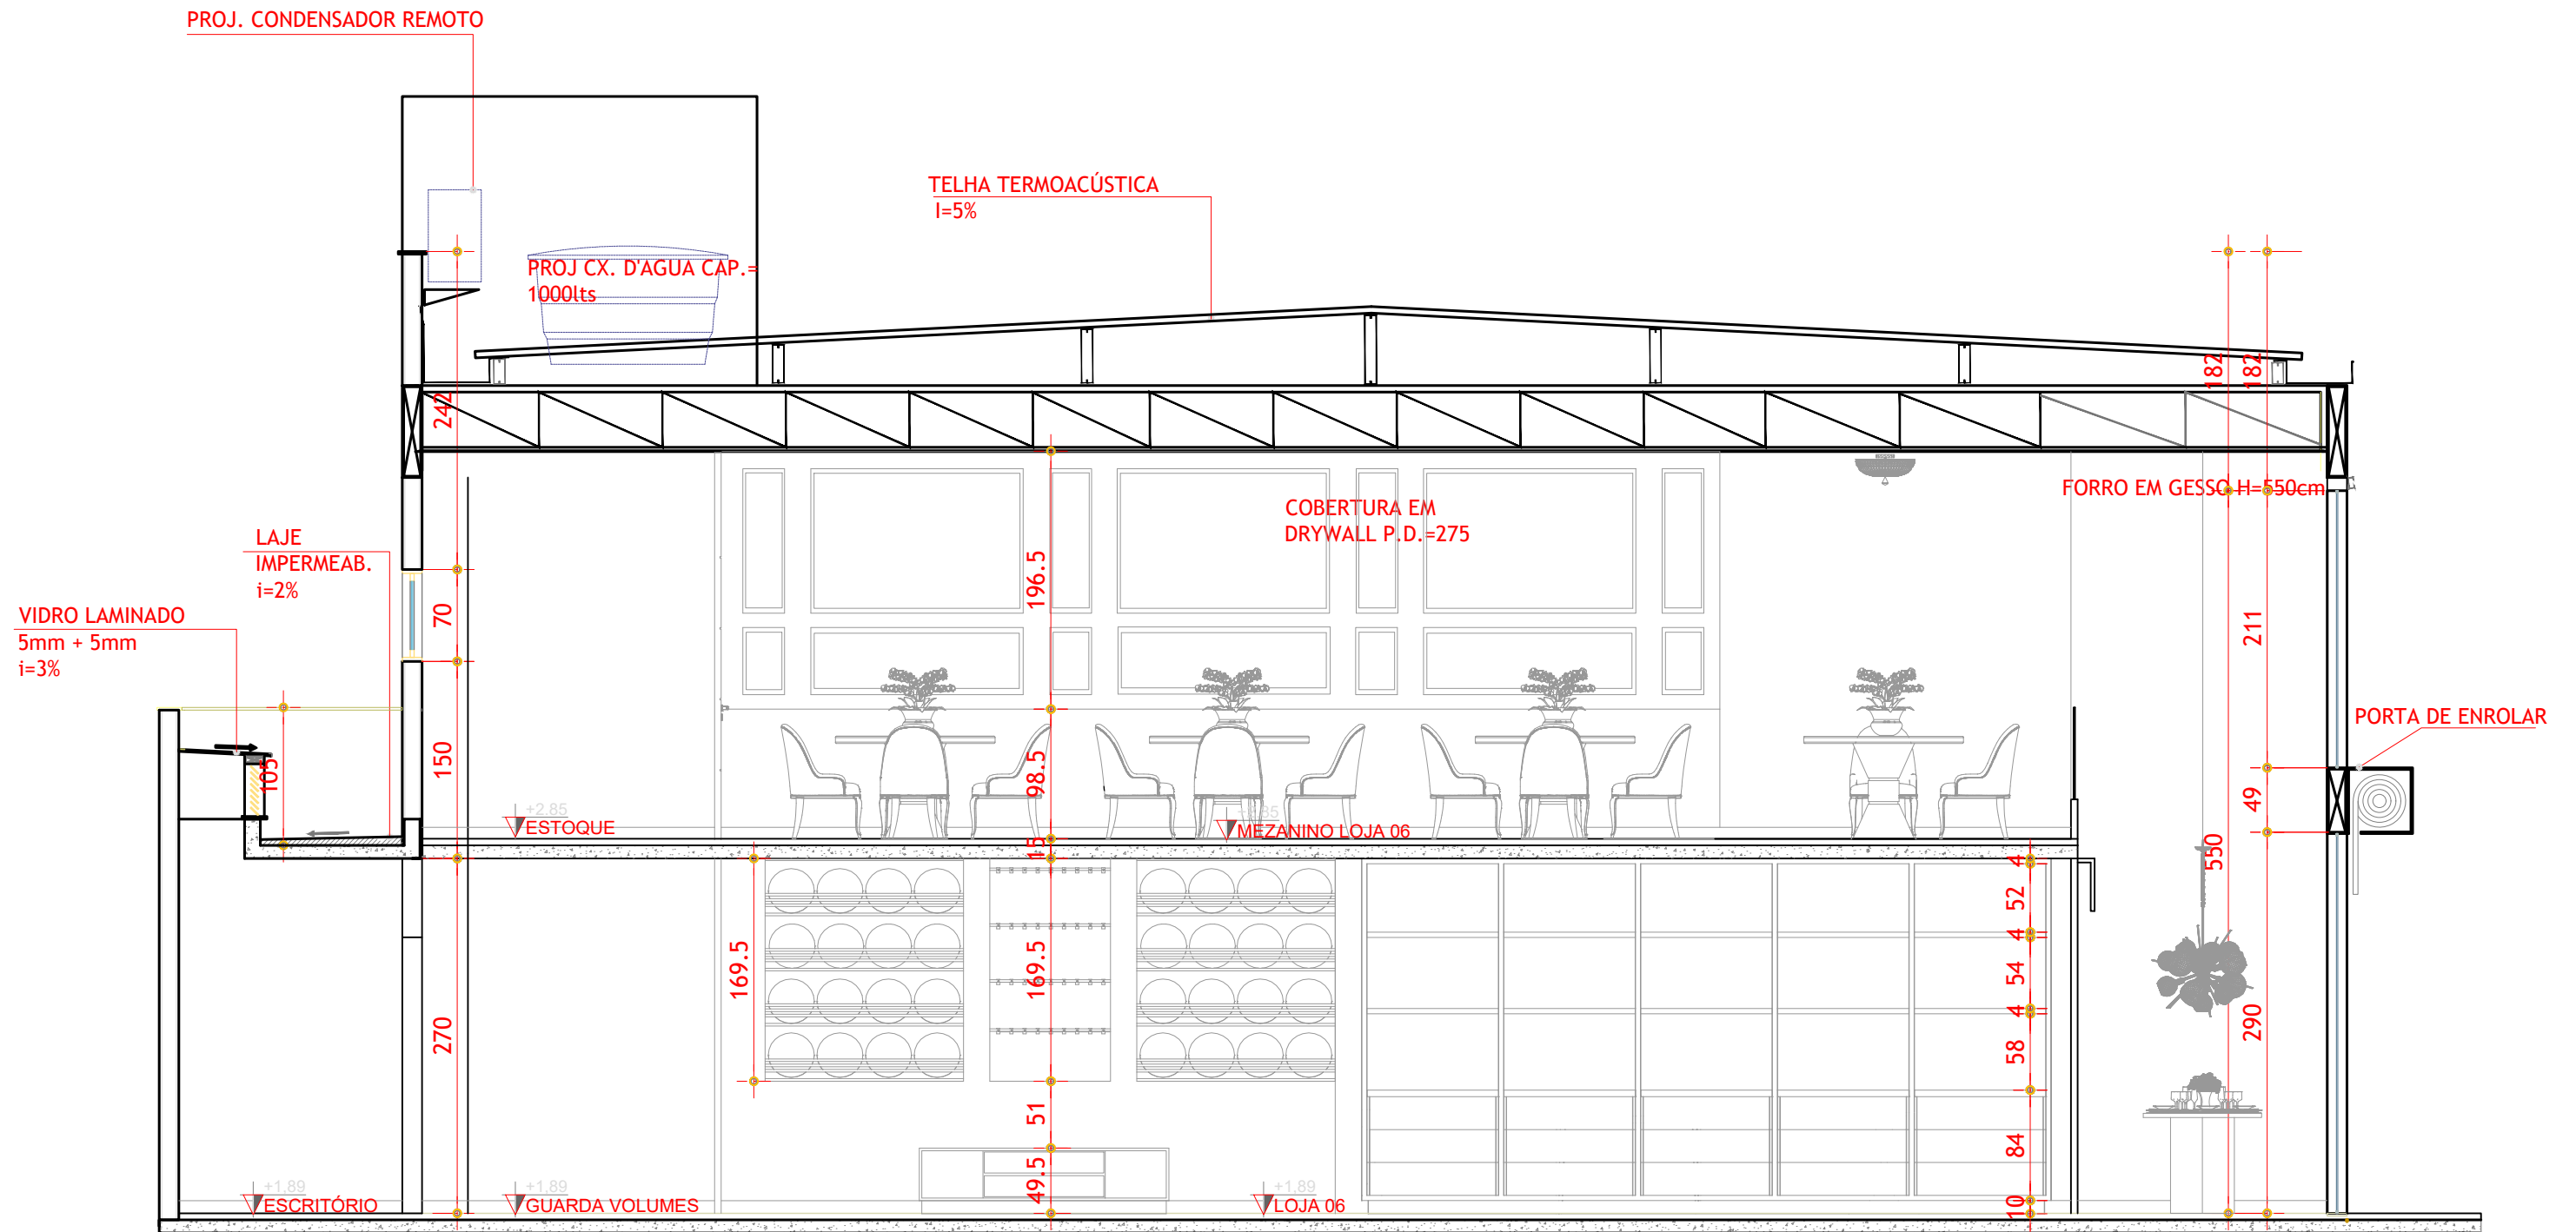 PROJ. CONDENSADOR REMOTO
TELHA TERMOACÚSTICA
I=5%
PROJ CX. D'AGUA CAP.=
1000lts
182
182
242
FORRO EM GESSO H=550cm
COBERTURA EM
DRYWALL P.D.=275
LAJE
IMPERMEAB.
i=2%
196.5
VIDRO LAMINADO
5mm + 5mm
i=3%
70
211
PORTA DE ENROLAR
150
105
98.5
49
+2.85
ESTOQUE
MEZANINO LOJA 06
15
550
4
52
4
169.5
169.5
54
4
270
58
290
51
84
49.5
10
+1,89
ESCRITÓRIO
+1,89
GUARDA VOLUMES
+1,89
LOJA 06